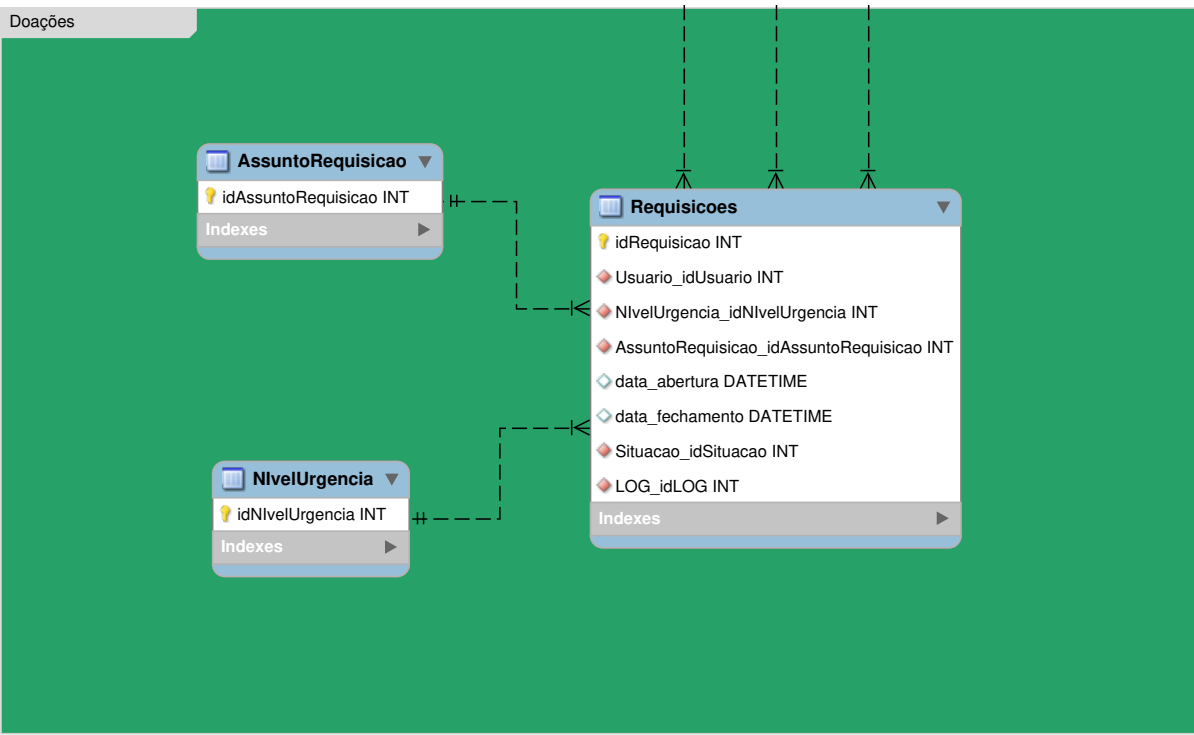 Doações
AssuntoRequisicao
idAssuntoRequisicao INT
Indexes
Requisicoes
idRequisicao INT
Usuario_idUsuario INT
NIvelUrgencia_idNIvelUrgencia INT
AssuntoRequisicao_idAssuntoRequisicao INT
data_abertura DATETIME
data_fechamento DATETIME
Situacao_idSituacao INT
LOG_idLOG INT
Indexes
NIvelUrgencia
idNIvelUrgencia INT
Indexes